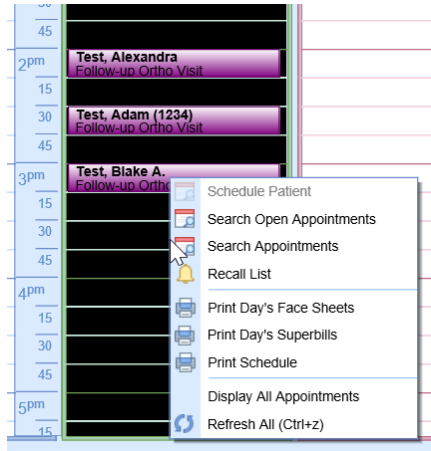 30
45
2pm
Test, Alexandra
Follow-up Ortho Visit
15
30
Test, Adam (1234)
Follow-up Ortho Visit
45
3pm
Test, Blake A.
Follow-up Ortho
15
30
45
4pm
15
30
45
5pm
15
Schedule Patient
Search Open Appointments
Search Appointments
Recall List
Print Day's Face Sheets
Print Day's Superbills
Print Schedule
Display All Appointments
Refresh All (Ctrl+z)